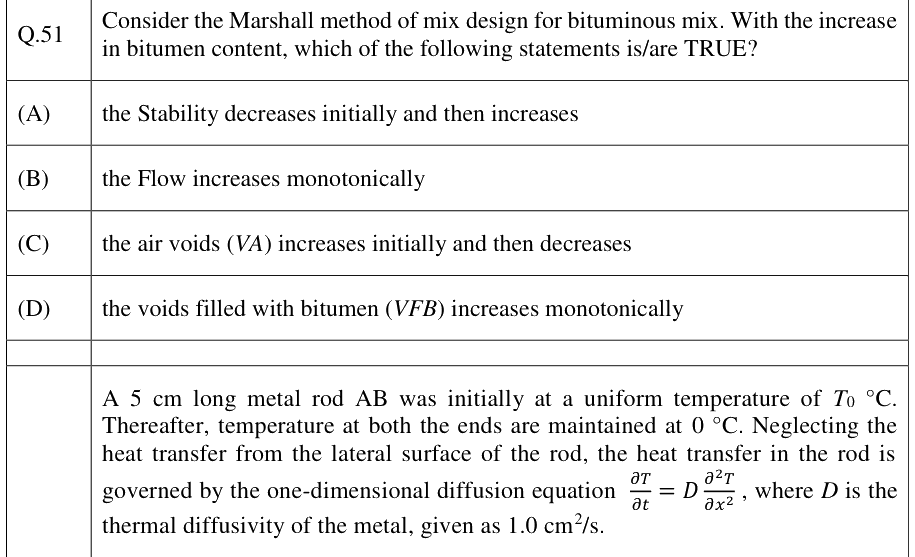 Q.51
Consider the Marshall method of mix design for bituminous mix. With the increase
in bitumen content, which of the following statements is/are TRUE?
(A) the Stability decreases initially and then increases
(B) the Flow increases monotonically
(C) the air voids (VA) increases initially and then decreases
(D) the voids filled with bitumen (VFB) increases monotonically
A 5 cm long metal rod AB was initially at a uniform temperature of T₀ °C.
Thereafter, temperature at both the ends are maintained at 0 °C. Neglecting the
heat transfer from the lateral surface of the rod, the heat transfer in the rod is
governed by the one-dimensional diffusion equation ∂T/∂t = D ∂²T/∂x² , where D is the
thermal diffusivity of the metal, given as 1.0 cm²/s.